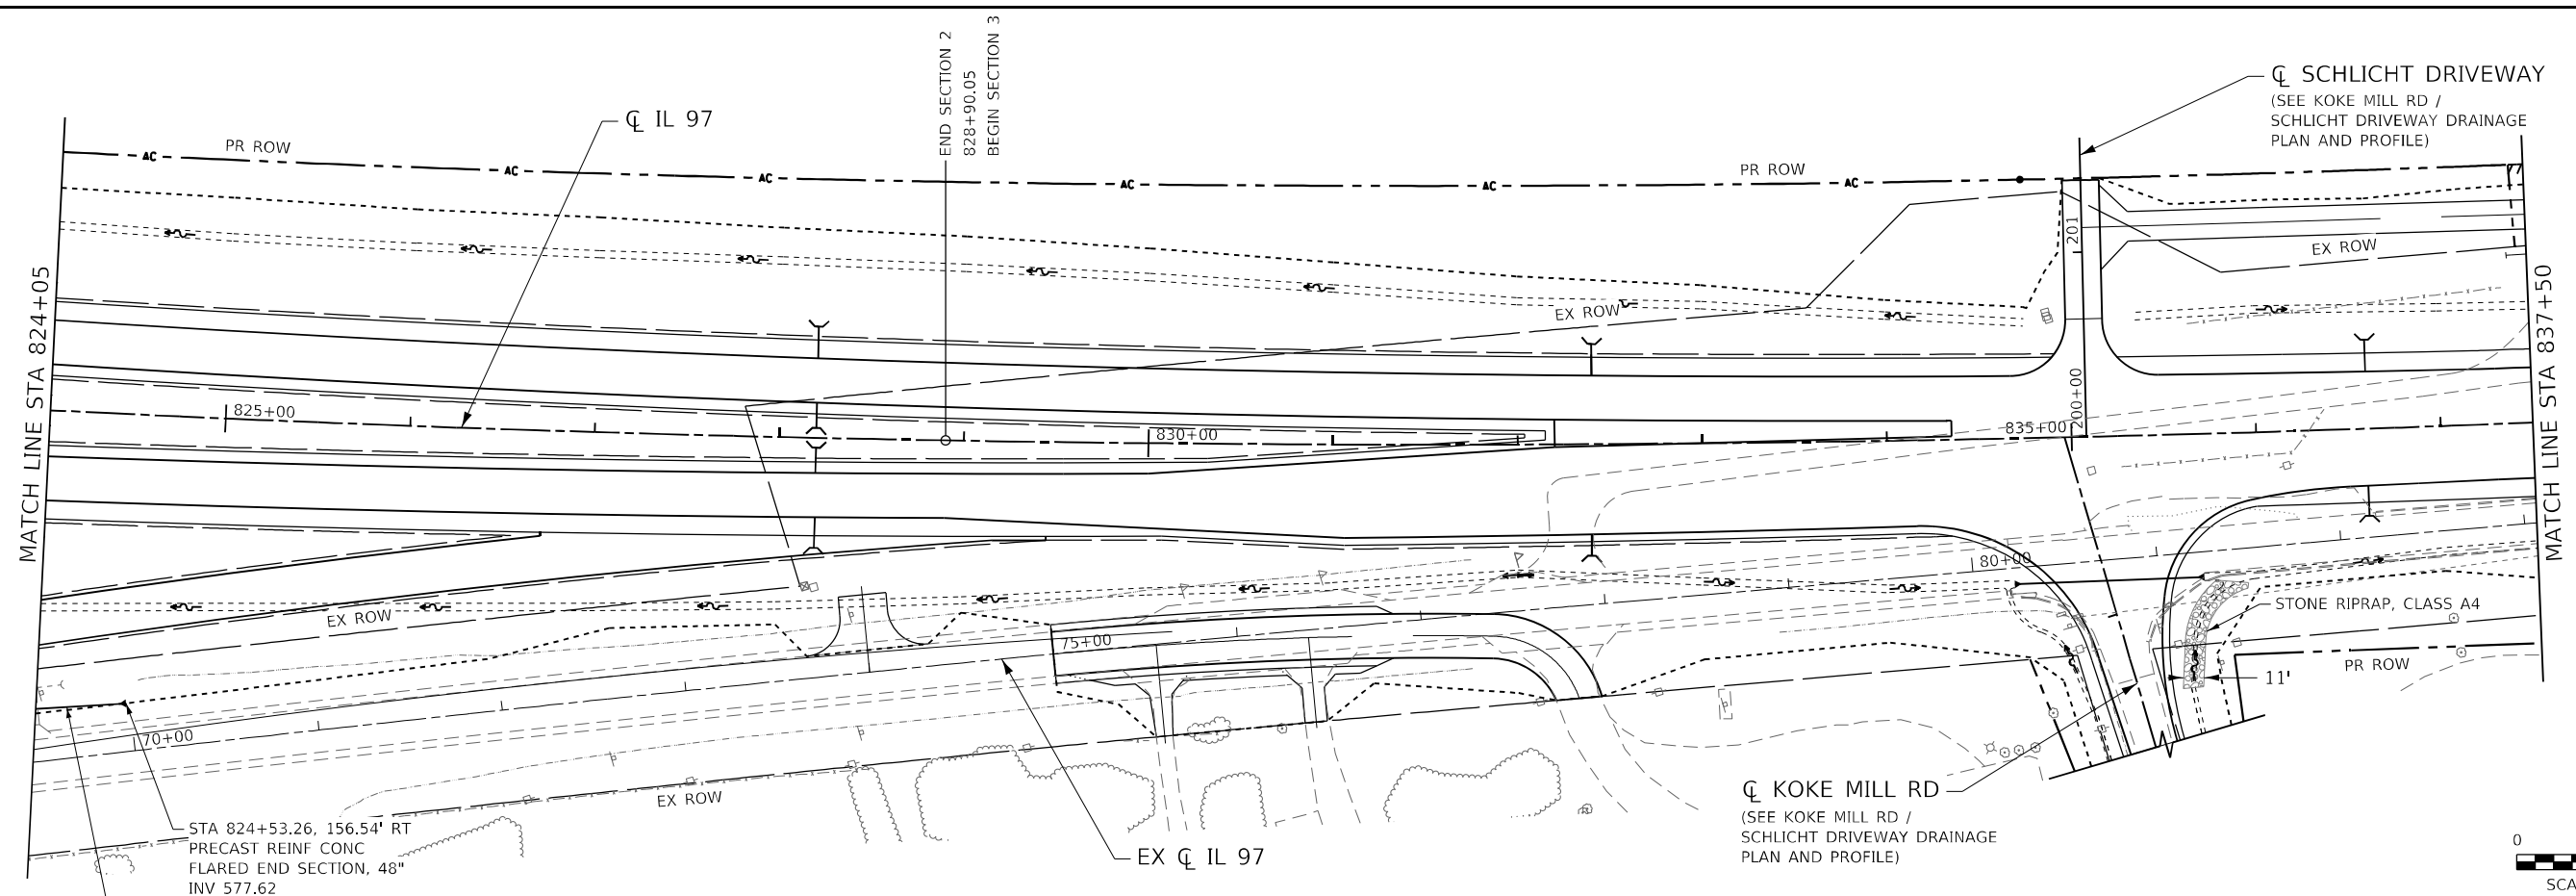 END SECTION 2
828+90.05
BEGIN SECTION 3
℄ SCHLICHT DRIVEWAY
(SEE KOKE MILL RD /
SCHLICHT DRIVEWAY DRAINAGE
PLAN AND PROFILE)
℄ IL 97
PR ROW
AC
AC
AC
AC
AC
AC
PR ROW
201
EX ROW
EX ROW
MATCH LINE STA 824+05
MATCH LINE STA 837+50
825+00
830+00
835+00
200+00
80+00
EX ROW
75+00
STONE RIPRAP, CLASS A4
PR ROW
11'
70+00
EX ROW
℄ KOKE MILL RD
(SEE KOKE MILL RD /
SCHLICHT DRIVEWAY DRAINAGE
PLAN AND PROFILE)
STA 824+53.26, 156.54' RT
PRECAST REINF CONC
FLARED END SECTION, 48"
INV 577.62
EX ℄ IL 97
0